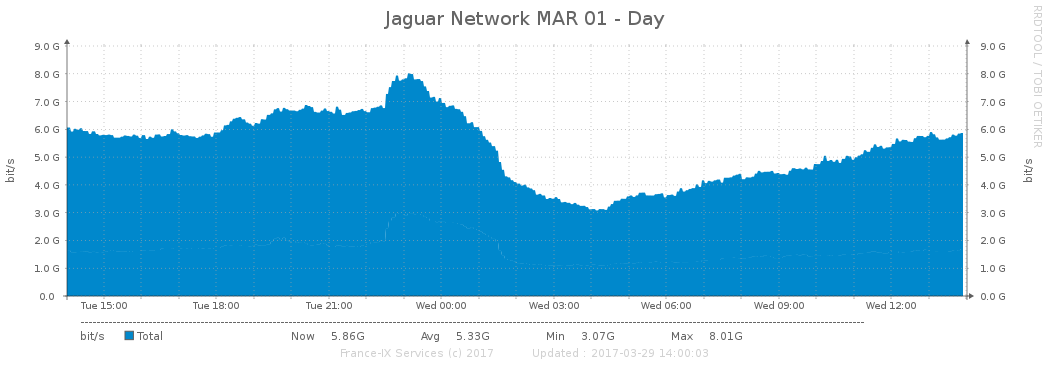 Jaguar Network MAR 01 - Day
RRDTOOL / TOBI OETIKER
9.0 G 9.0 G
8.0 G 8.0 G
7.0 G 7.0 G
6.0 G 6.0 G
5.0 G 5.0 G
4.0 G 4.0 G
3.0 G 3.0 G
2.0 G 2.0 G
1.0 G 1.0 G
0.0 0.0 G
bit/s bit/s
Tue 15:00 Tue 18:00 Tue 21:00 Wed 00:00 Wed 03:00 Wed 06:00 Wed 09:00 Wed 12:00
bit/s Total Now 5.86G Avg 5.33G Min 3.07G Max 8.01G
France-IX Services (c) 2017 Updated : 2017-03-29 14:00:03